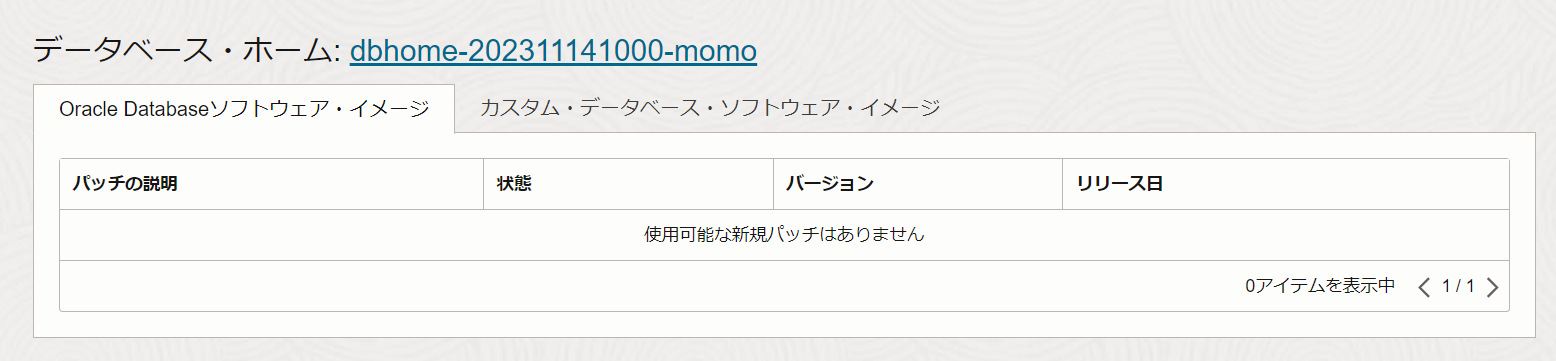 データベース・ホーム: dbhome-202311141000-momo
Oracle Databaseソフトウェア・イメージ カスタム・データベース・ソフトウェア・イメージ
パッチの説明 状態 バージョン リリース日
使用可能な新規パッチはありません
0アイテムを表示中 1 / 1